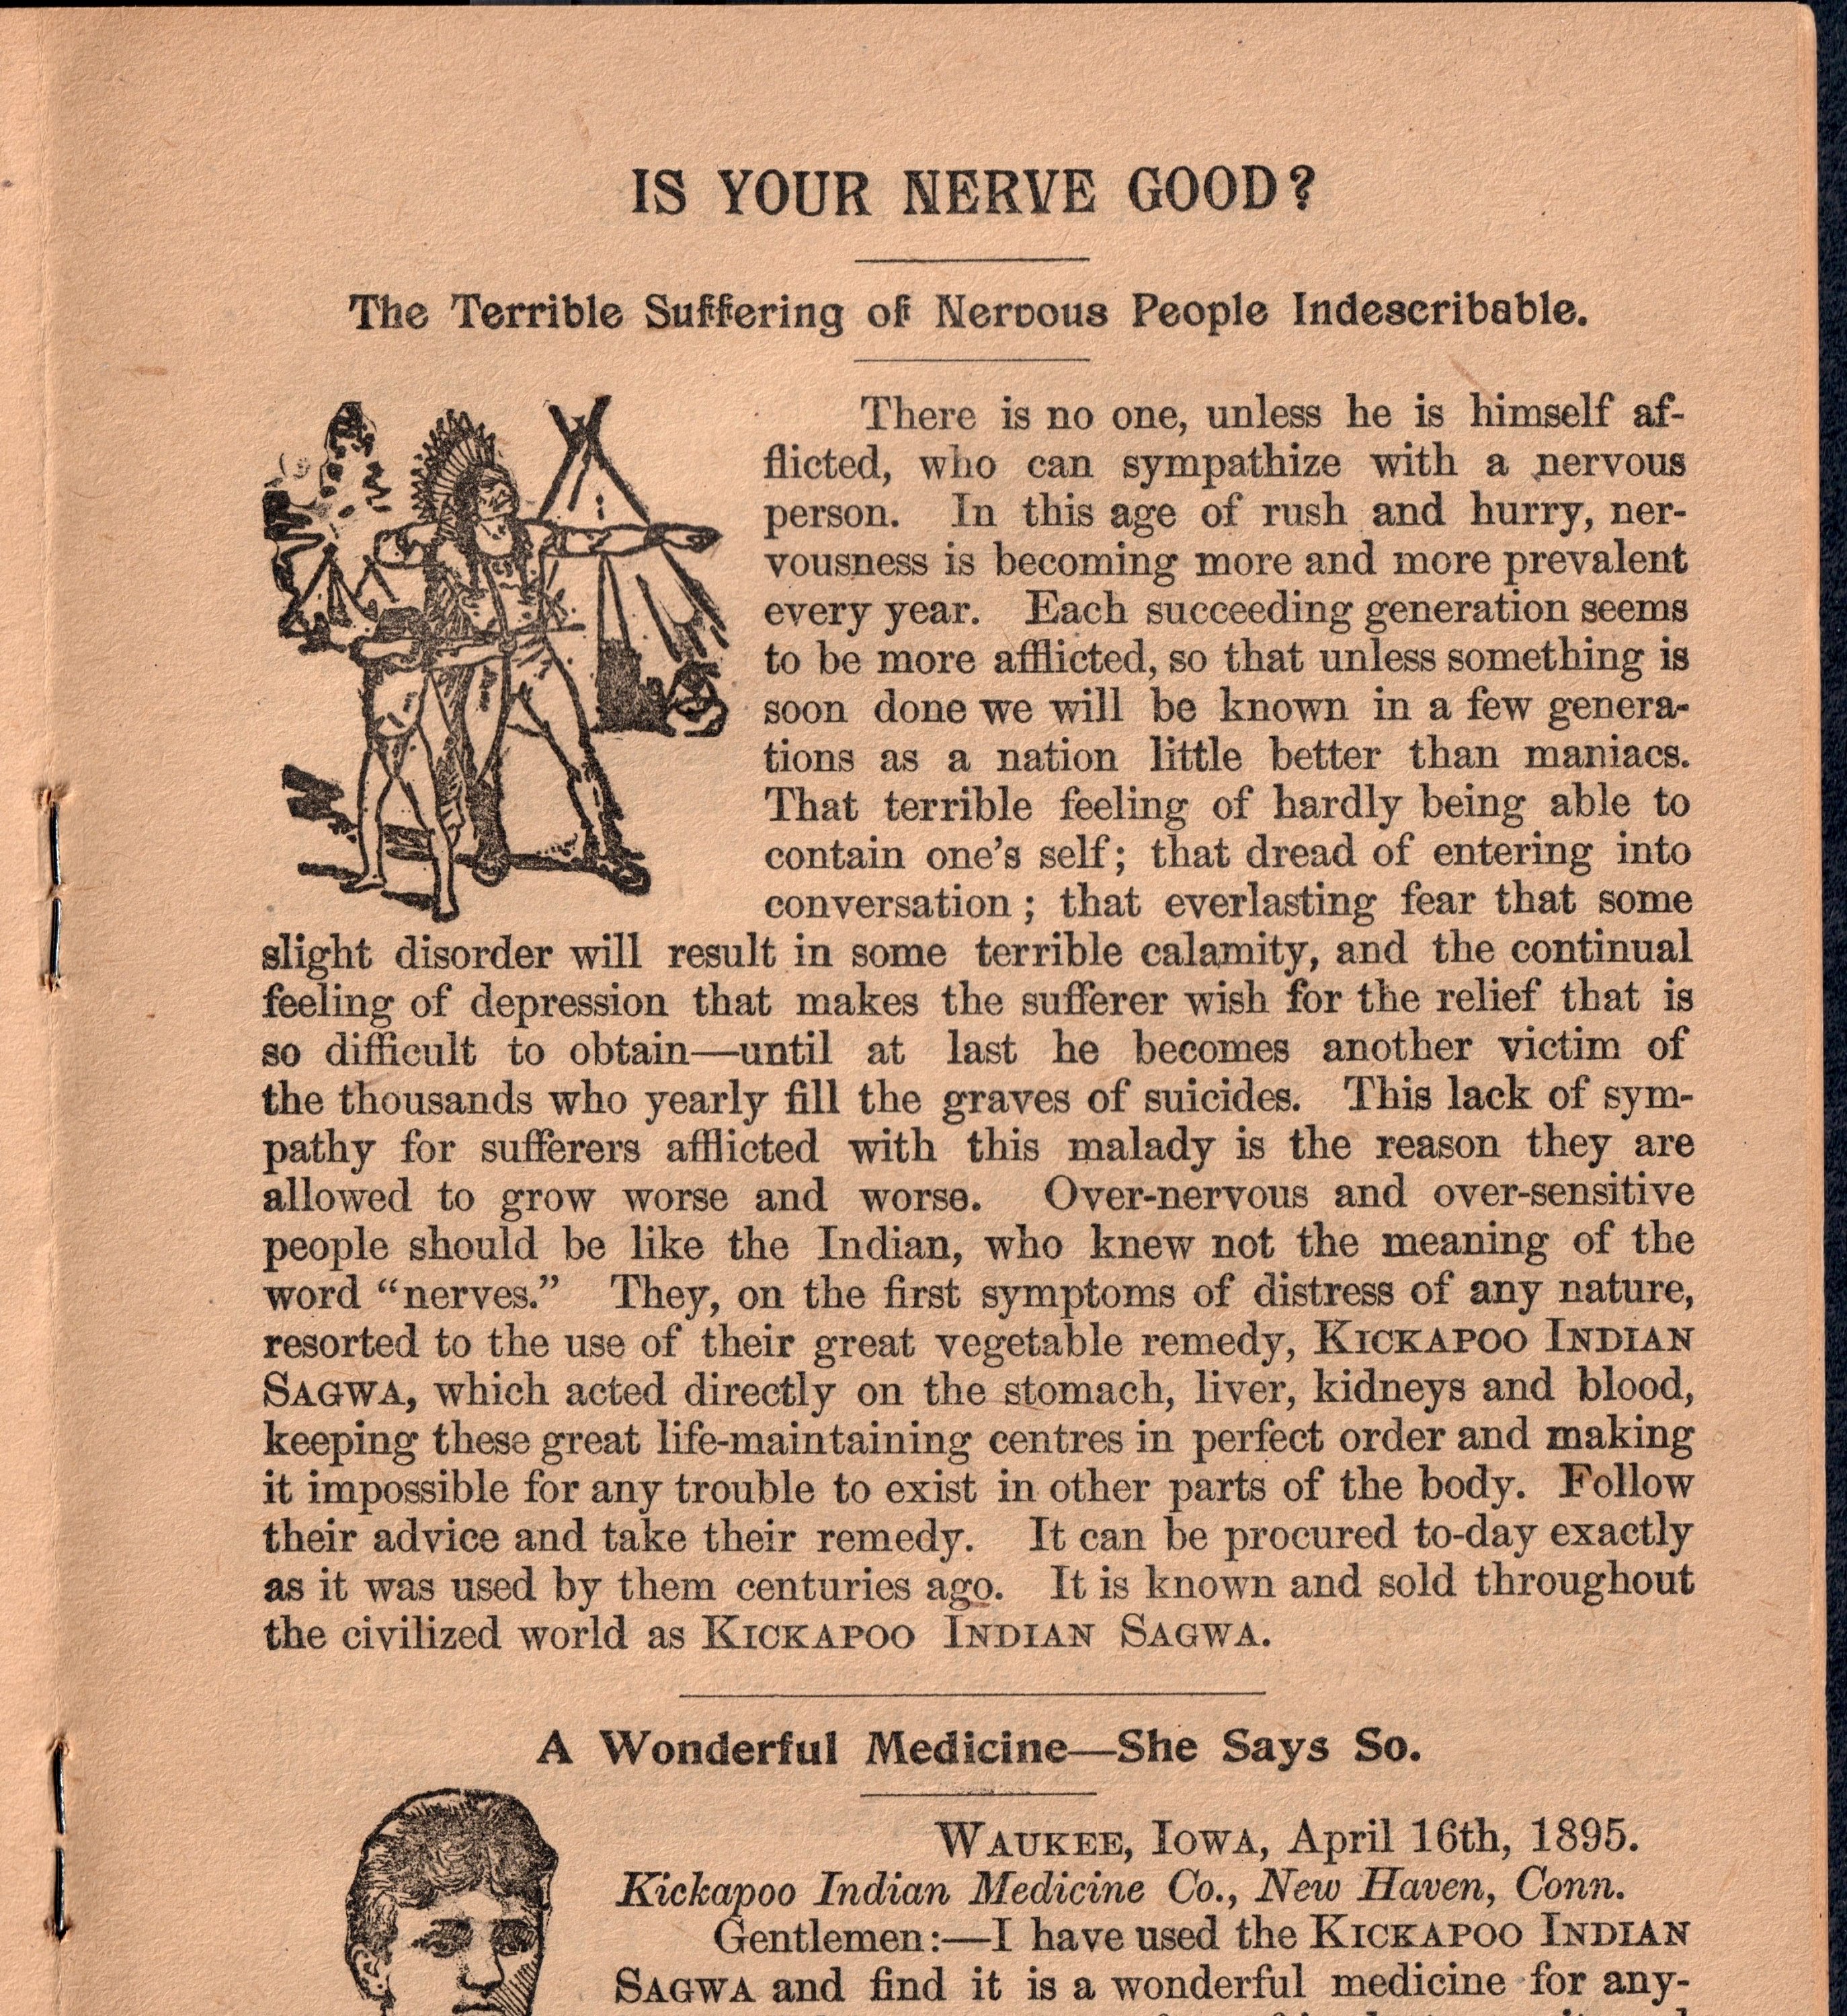 IS YOUR NERVE GOOD?
The Terrible Suffering of Nervous People Indescribable.
There is no one, unless he is himself af-
flicted, who can sympathize with a nervous
person. In this age of rush and hurry, ner-
vousness is becoming more and more prevalent
every year. Each succeeding generation seems
to be more afflicted, so that unless something is
soon done we will be known in a few genera-
tions as a nation little better than maniacs.
That terrible feeling of hardly being able to
contain one's self; that dread of entering into
conversation; that everlasting fear that some
slight disorder will result in some terrible calamity, and the continual
feeling of depression that makes the sufferer wish for the relief that is
so difficult to obtain—until at last he becomes another victim of
the thousands who yearly fill the graves of suicides. This lack of sym-
pathy for sufferers afflicted with this malady is the reason they are
allowed to grow worse and worse. Over-nervous and over-sensitive
people should be like the Indian, who knew not the meaning of the
word "nerves." They, on the first symptoms of distress of any nature,
resorted to the use of their great vegetable remedy, KICKAPOO INDIAN
SAGWA, which acted directly on the stomach, liver, kidneys and blood,
keeping these great life-maintaining centres in perfect order and making
it impossible for any trouble to exist in other parts of the body. Follow
their advice and take their remedy. It can be procured to-day exactly
as it was used by them centuries ago. It is known and sold throughout
the civilized world as KICKAPOO INDIAN SAGWA.
A Wonderful Medicine—She Says So.
WAUKEE, IOWA, April 16th, 1895.
Kickapoo Indian Medicine Co., New Haven, Conn.
Gentlemen:—I have used the KICKAPOO INDIAN
SAGWA and find it is a wonderful medicine for any-